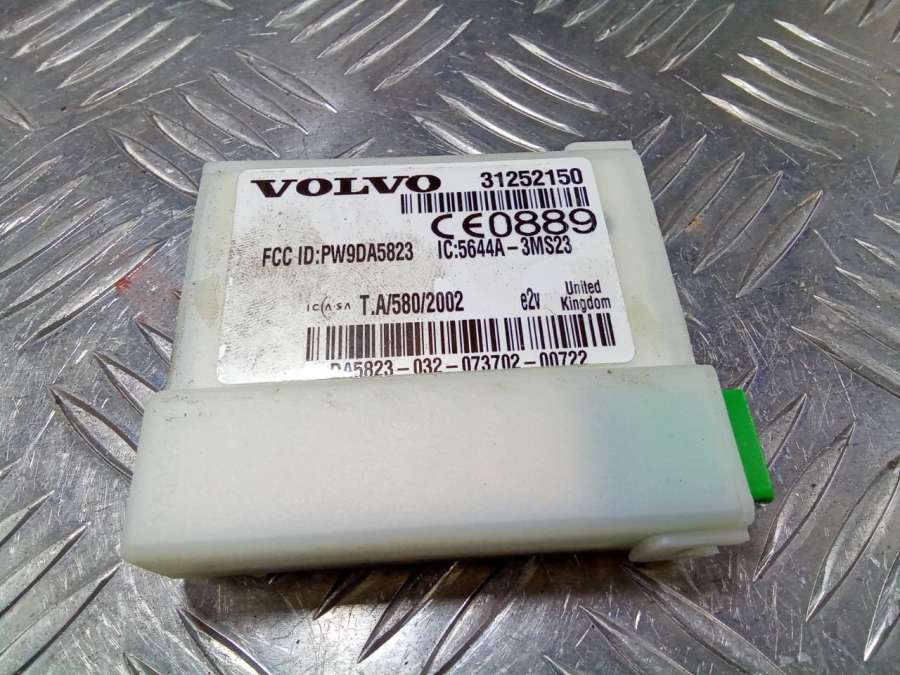 VOLVO 31252150
CE0889
FCC ID:PW9DA5823 IC:5644A-3MS23
ICASA T.A/580/2002 e2v United
Kingdom
DA5823-032-073702-00722